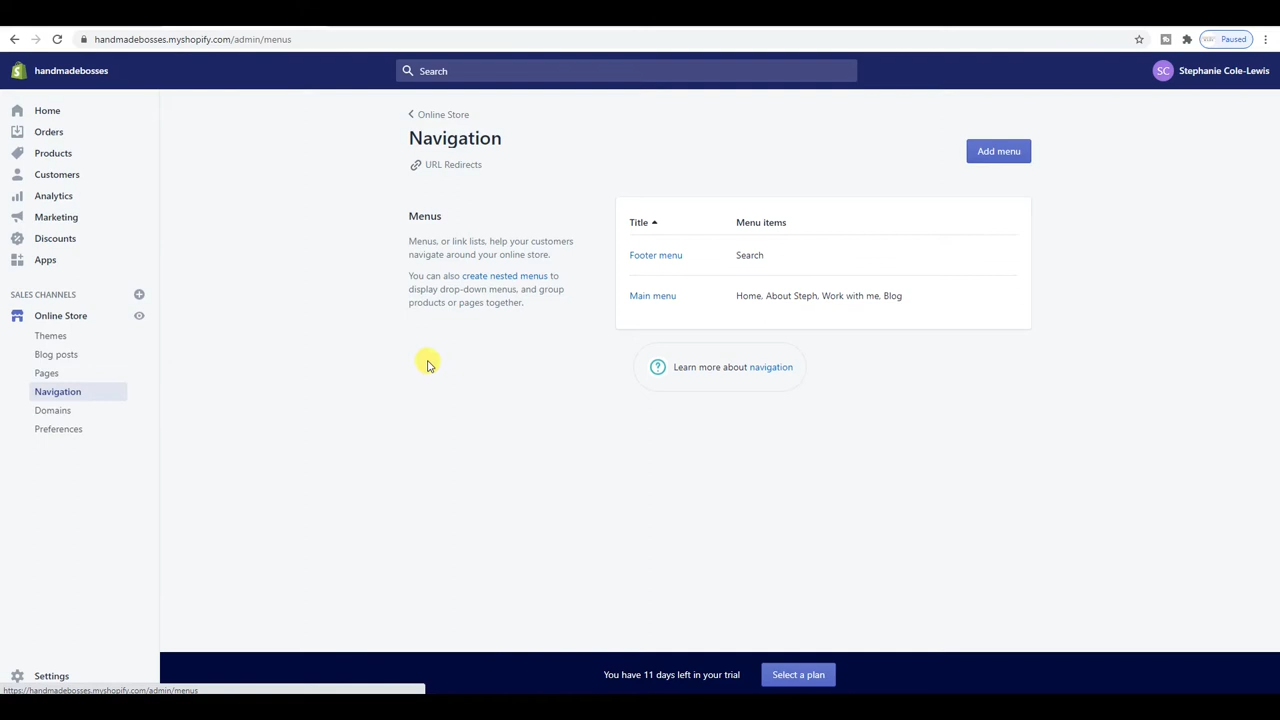 handmadebosses.myshopify.com/admin/menus
Paused
handmadebosses
Search
SC
Stephanie Cole-Lewis
Home
Orders
Products
Customers
Analytics
Marketing
Discounts
Apps
SALES CHANNELS
Online Store
Themes
Blog posts
Pages
Navigation
Domains
Preferences
Settings
Online Store
Navigation
URL Redirects
Add menu
Menus
Menus, or link lists, help your customers
navigate around your online store.
You can also create nested menus to
display drop-down menus, and group
products or pages together.
Title
Menu items
Footer menu
Search
Main menu
Home, About Steph, Work with me, Blog
Learn more about navigation
You have 11 days left in your trial
Select a plan
https://handmadebosses.myshopify.com/admin/menus